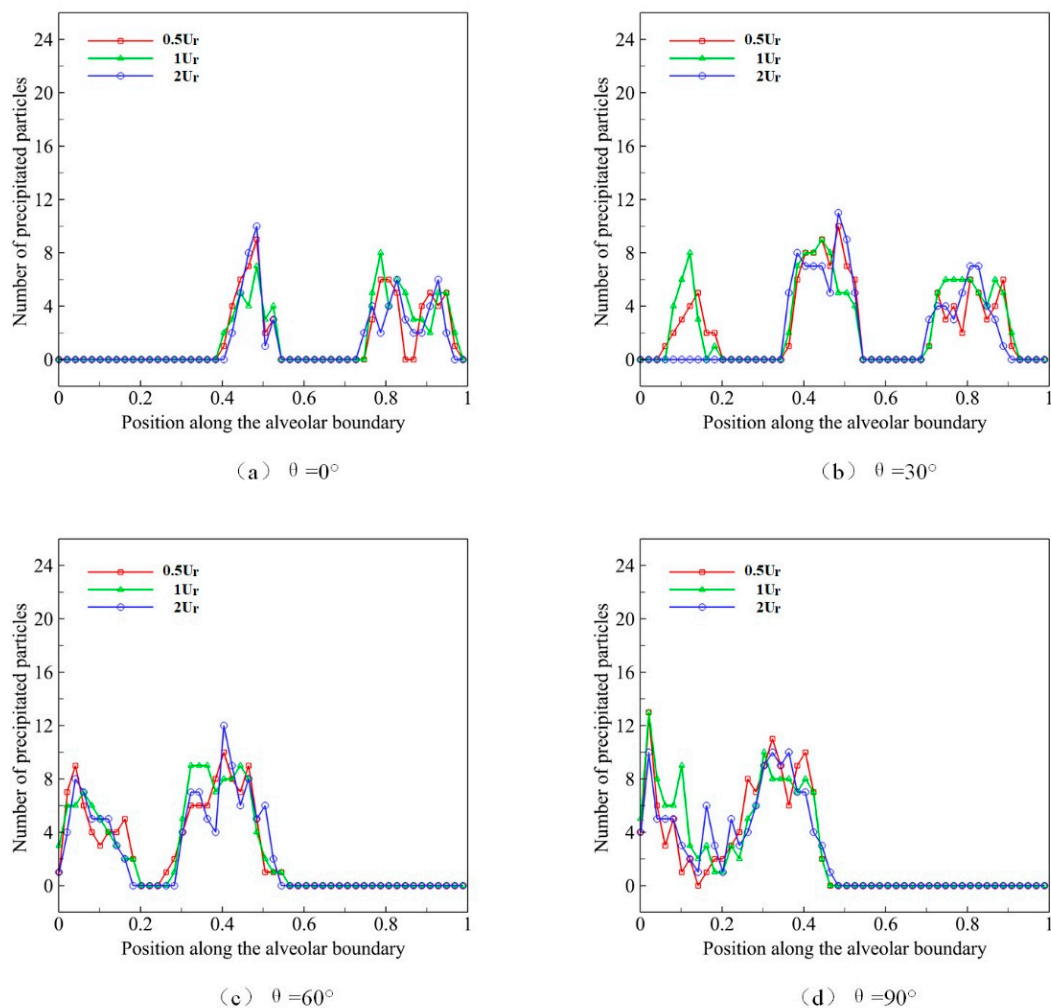 24
20
16
12
8
4
0
Number of precipitated particles
0.5Ur
1Ur
2Ur
0 0.2 0.4 0.6 0.8 1
Position along the alveolar boundary
(a) θ =0°
24
20
16
12
8
4
0
Number of precipitated particles
0.5Ur
1Ur
2Ur
0 0.2 0.4 0.6 0.8 1
Position along the alveolar boundary
(b) θ =30°
24
20
16
12
8
4
0
Number of precipitated particles
0.5Ur
1Ur
2Ur
0 0.2 0.4 0.6 0.8 1
Position along the alveolar boundary
(c) θ =60°
24
20
16
12
8
4
0
Number of precipitated particles
0.5Ur
1Ur
2Ur
0 0.2 0.4 0.6 0.8 1
Position along the alveolar boundary
(d) θ =90°